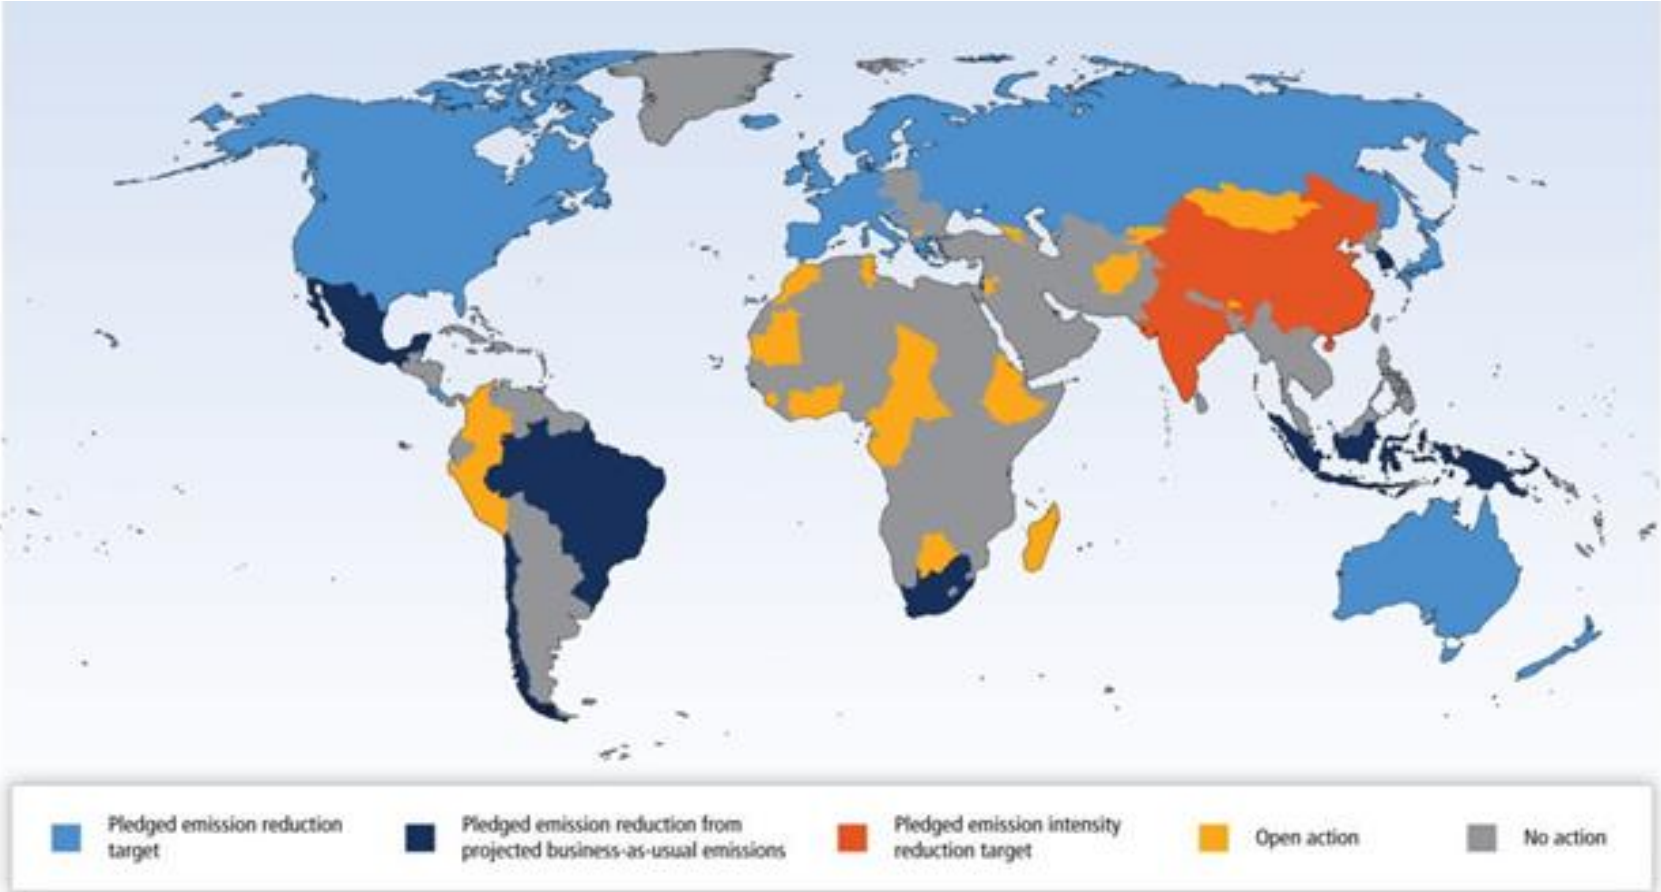 Pledged emission reduction
target
Pledged emission reduction from
projected business-as-usual emissions
Pledged emission intensity
reduction target
Open action
No action